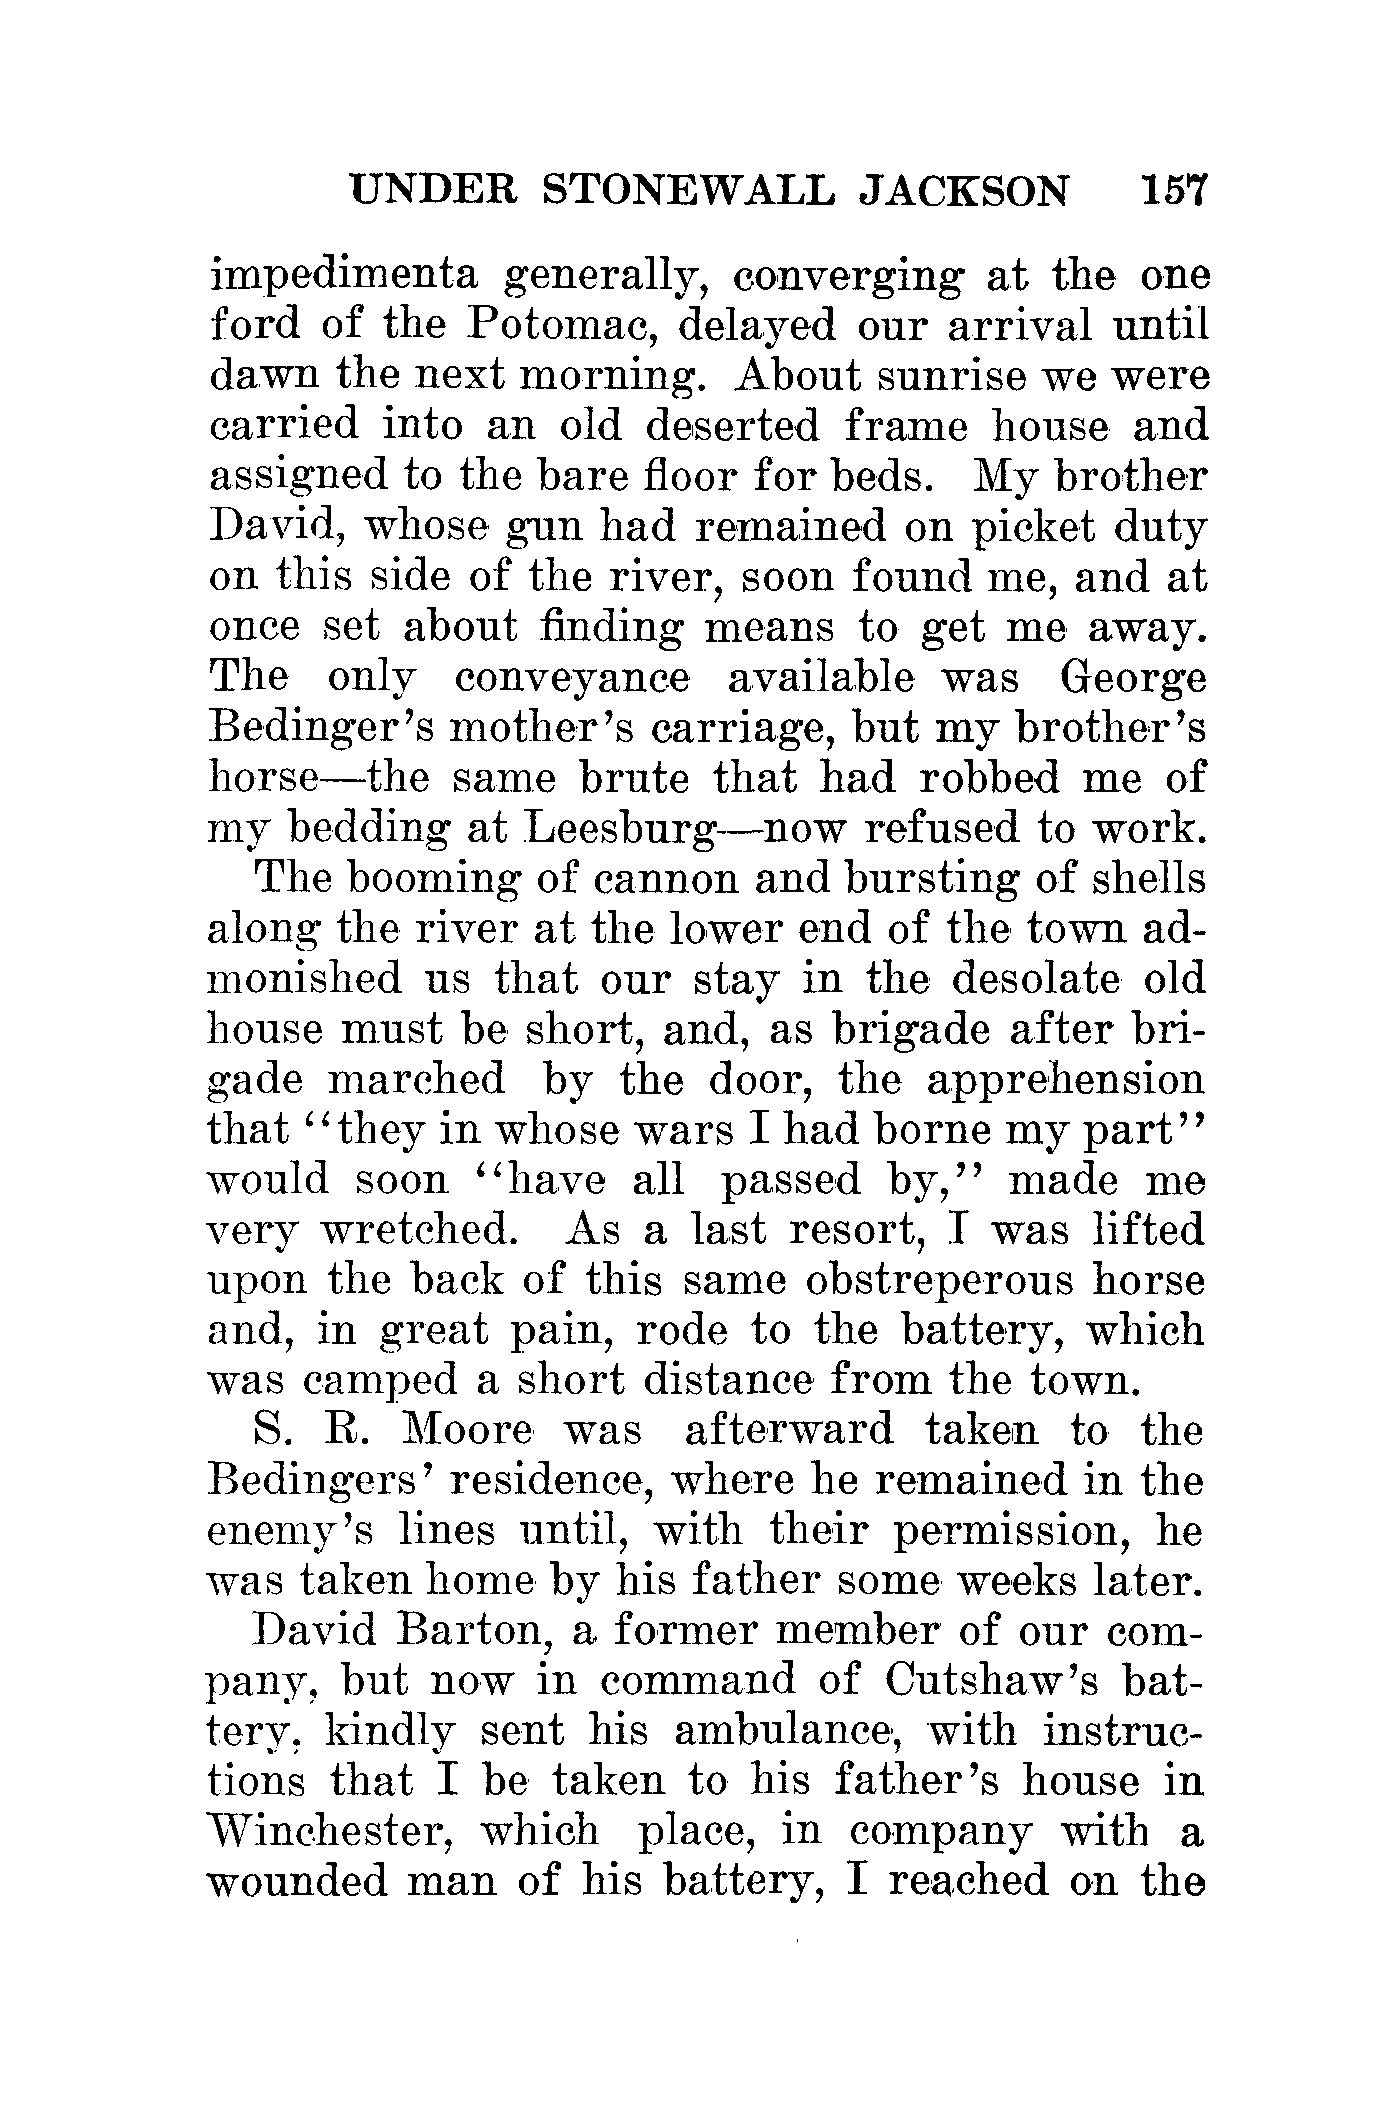 UNDER STONEWALL JACKSON 157
impedimenta generally, converging at the one
ford of the Potomac, delayed our arrival until
dawn the next morning. About sunrise we were
carried into an old deserted frame house and
assigned to the bare floor for beds. My brother
David, whose gun had remained on picket duty
on this side of the river, soon found me, and at
once set about finding means to get me away.
The only conveyance available was George
Bedinger's mother's carriage, but my brother's
horse—the same brute that had robbed me of
my bedding at Leesburg—now refused to work.
The booming of cannon and bursting of shells
along the river at the lower end of the town ad-
monished us that our stay in the desolate old
house must be short, and, as brigade after bri-
gade marched by the door, the apprehension
that "they in whose wars I had borne my part"
would soon "have all passed by," made me
very wretched. As a last resort, I was lifted
upon the back of this same obstreperous horse
and, in great pain, rode to the battery, which
was camped a short distance from the town.
S. R. Moore was afterward taken to the
Bedingers' residence, where he remained in the
enemy's lines until, with their permission, he
was taken home by his father some weeks later.
David Barton, a former member of our com-
pany, but now in command of Cutshaw's bat-
tery, kindly sent his ambulance, with instruc-
tions that I be taken to his father's house in
Winchester, which place, in company with a
wounded man of his battery, I reached on the